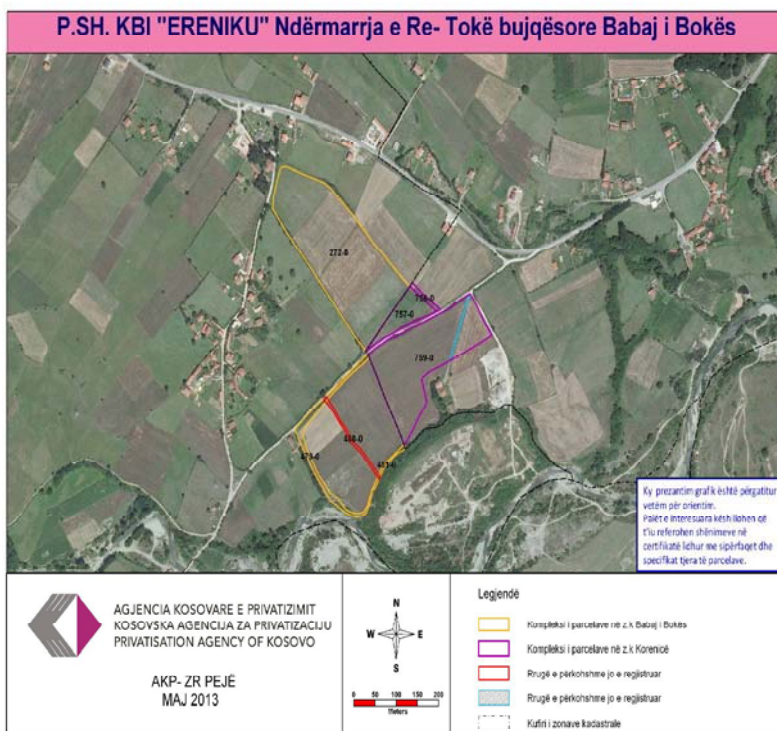 P.SH. KBI "ERENIKU" Ndërmarrja e Re- Tokë bujqësore Babaj i Bokës
272-0
757-0
759-0
Ky prezantim grafik është përgatitur
vetëm për orientim.
Palët e interesuara këshillohen që
t'iu referohen shënimeve në
certifikatë lidhur me sipërfaqet dhe
specifikat tjera të parcelave.
AGJENCIA KOSOVARE E PRIVATIZIMIT
KOSOVSKA AGENCIJA ZA PRIVATIZACIJU
PRIVATISATION AGENCY OF KOSOVO
AKP- ZR PEJË
MAJ 2013
N
W E
S
0 50 100 150 200
Meters
Legjendë
Kompleksi i parcelave në z.k Babaj i Bokës
Kompleksi i parcelave në z.k Korenicë
Rrugë e përkohshme jo e regjistruar
Rrugë e përkohshme jo e regjistruar
Kufiri i zonave kadastrale